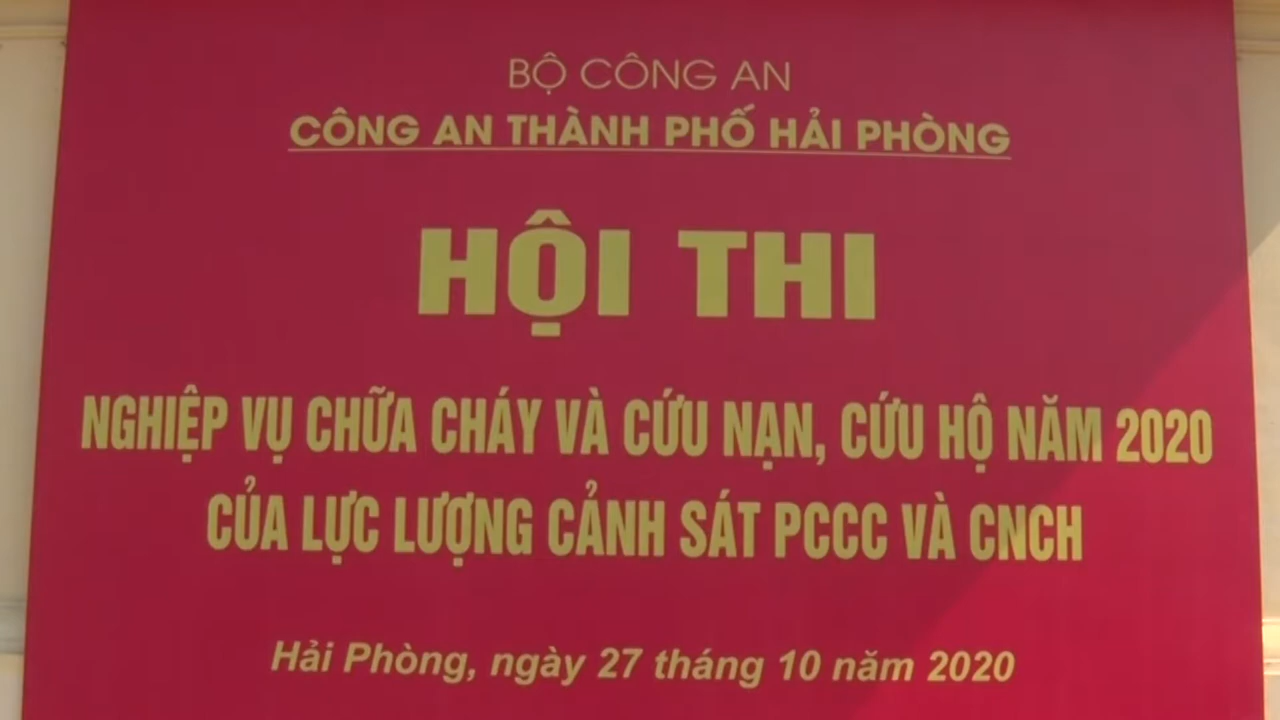 BỘ CÔNG AN
CÔNG AN THÀNH PHỐ HẢI PHÒNG
HỘI THI
NGHIỆP VỤ CHỮA CHÁY VÀ CỨU NẠN, CỨU HỘ NĂM 2020
CỦA LỰC LƯỢNG CẢNH SÁT PCCC VÀ CNCH
Hải Phòng, ngày 27 tháng 10 năm 2020